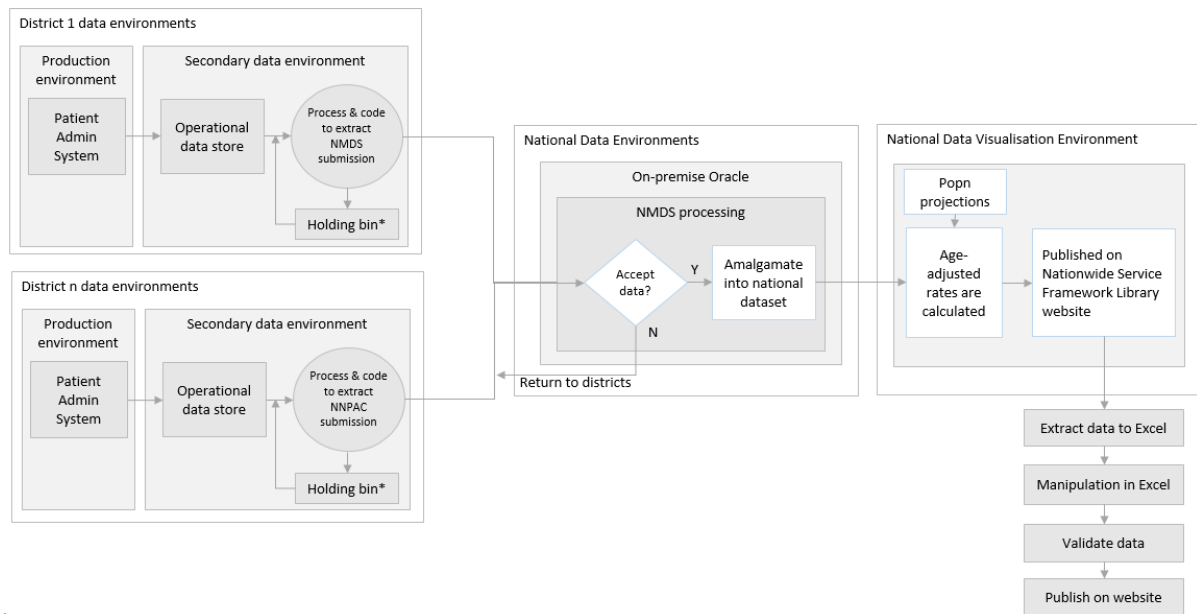 District 1 data environments
Production
environment
Patient
Admin
System
Secondary data environment
Operational
data store
Process & code
to extract
NMDS
submission
Holding bin*
District n data environments
Production
environment
Patient
Admin
System
Secondary data environment
Operational
data store
Process & code
to extract
NNPAC
submission
Holding bin*
National Data Environments
On-premise Oracle
NMDS processing
Accept
data?
Y
N
Amalgamate
into national
dataset
Return to districts
National Data Visualisation Environment
Popn
projections
Age-
adjusted
rates are
calculated
Published on
Nationwide Service
Framework Library
website
Extract data to Excel
Manipulation in Excel
Validate data
Publish on website